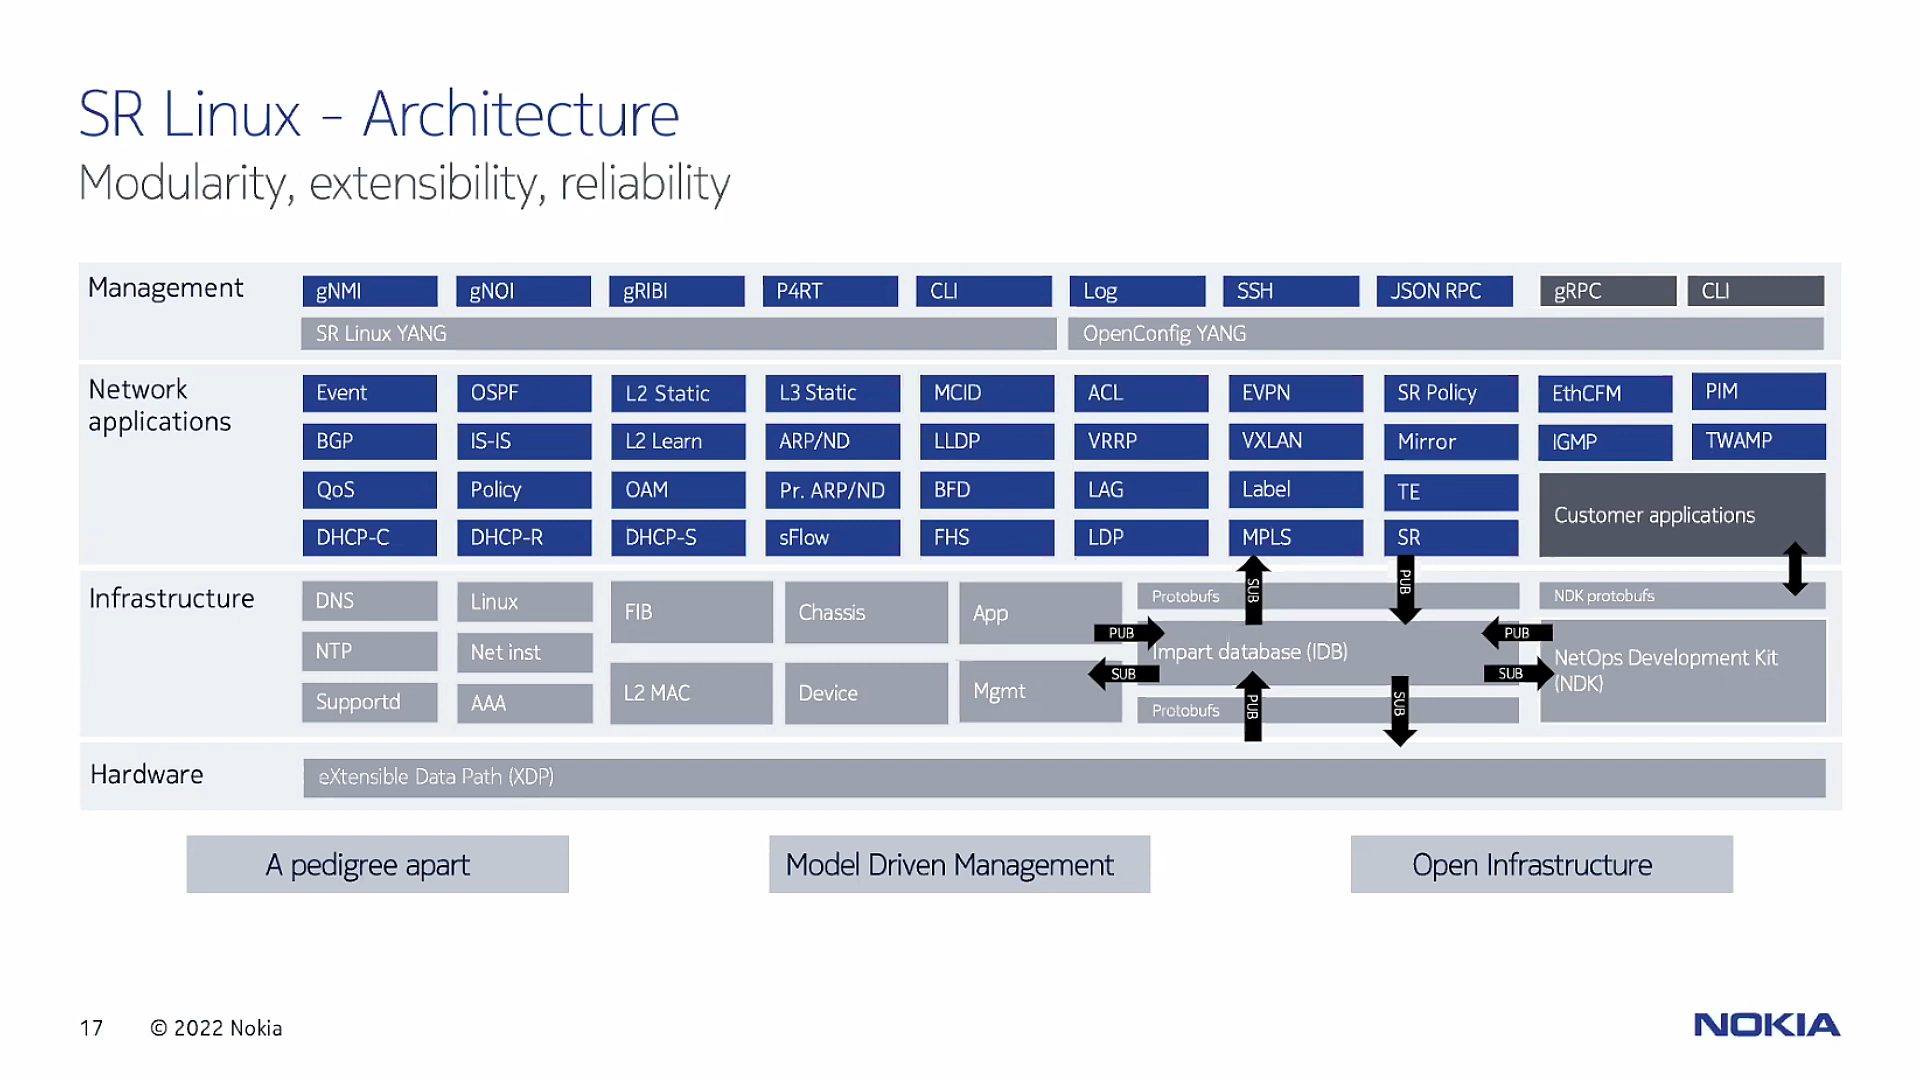 SR Linux - Architecture
Modularity, extensibility, reliability
Management
gNMI
gNOI
gRIBI
P4RT
CLI
Log
SSH
JSON RPC
gRPC
CLI
SR Linux YANG
OpenConfig YANG
Network
applications
Event
OSPF
L2 Static
L3 Static
MCID
ACL
EVPN
SR Policy
EthCFM
PIM
BGP
IS-IS
L2 Learn
ARP/ND
LLDP
VRRP
VXLAN
Mirror
IGMP
TWAMP
QoS
Policy
OAM
Pr. ARP/ND
BFD
LAG
Label
TE
Customer applications
DHCP-C
DHCP-R
DHCP-S
sFlow
FHS
LDP
MPLS
SR
Infrastructure
DNS
Linux
FIB
Chassis
App
Protobufs
SUB
PUB
NDK protobufs
NTP
Net inst
PUB
Impart database (IDB)
PUB
SUB
SUB
NetOps Development Kit
(NDK)
Supportd
AAA
L2 MAC
Device
Mgmt
Protobufs
PUB
SUB
Hardware
eXtensible Data Path (XDP)
A pedigree apart
Model Driven Management
Open Infrastructure
17
© 2022 Nokia
NOKIA